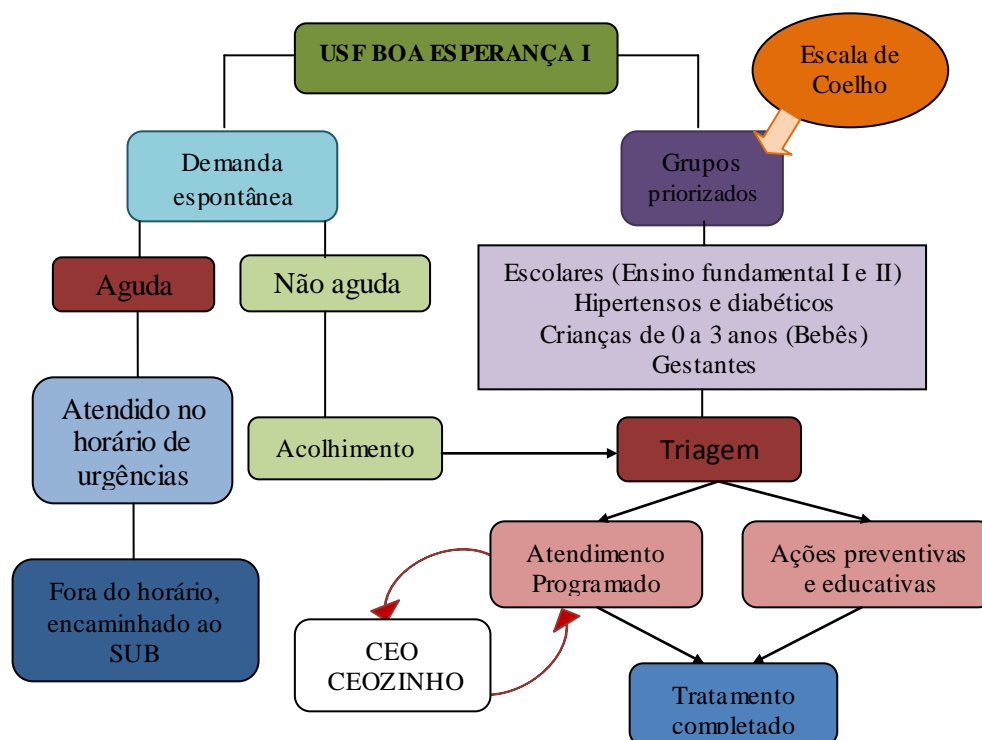 USF BOA ESPERANÇA I
Escala de
Coelho
Demanda
espontânea
Grupos
priorizados
Aguda
Não aguda
Escolares (Ensino fundamental I e II)
Hipertensos e diabéticos
Crianças de 0 a 3 anos (Bebês)
Gestantes
Atendido no
horário de
urgências
Acolhimento
Triagem
Fora do horário,
encaminhado ao
SUB
Atendimento
Programado
Ações preventivas
e educativas
CEO
CEOZINHO
Tratamento
completado